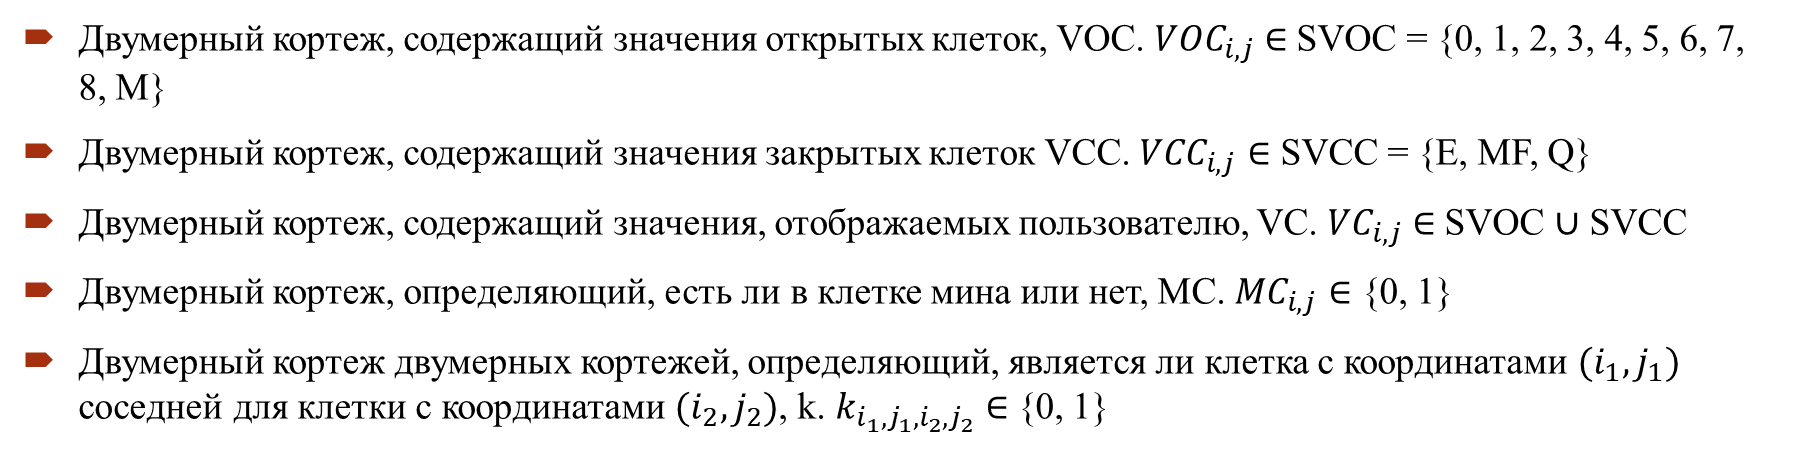 Двумерный кортеж, содержащий значения открытых клеток, VOC. $VOC_{i,j}$ ∈ SVOC = {0, 1, 2, 3, 4, 5, 6, 7,
8, M}
Двумерный кортеж, содержащий значения закрытых клеток VCC. $VCC_{i,j}$ ∈ SVCC = {E, MF, Q}
Двумерный кортеж, содержащий значения, отображаемых пользователю, VC. $VC_{i,j}$ ∈ SVOC ∪ SVCC
Двумерный кортеж, определяющий, есть ли в клетке мина или нет, MC. $MC_{i,j}$ ∈ {0, 1}
Двумерный кортеж двумерных кортежей, определяющий, является ли клетка с координатами $(i_1, j_1)$
соседней для клетки с координатами $(i_2, j_2)$, k. $k_{i_1,j_1,i_2,j_2}$ ∈ {0, 1}